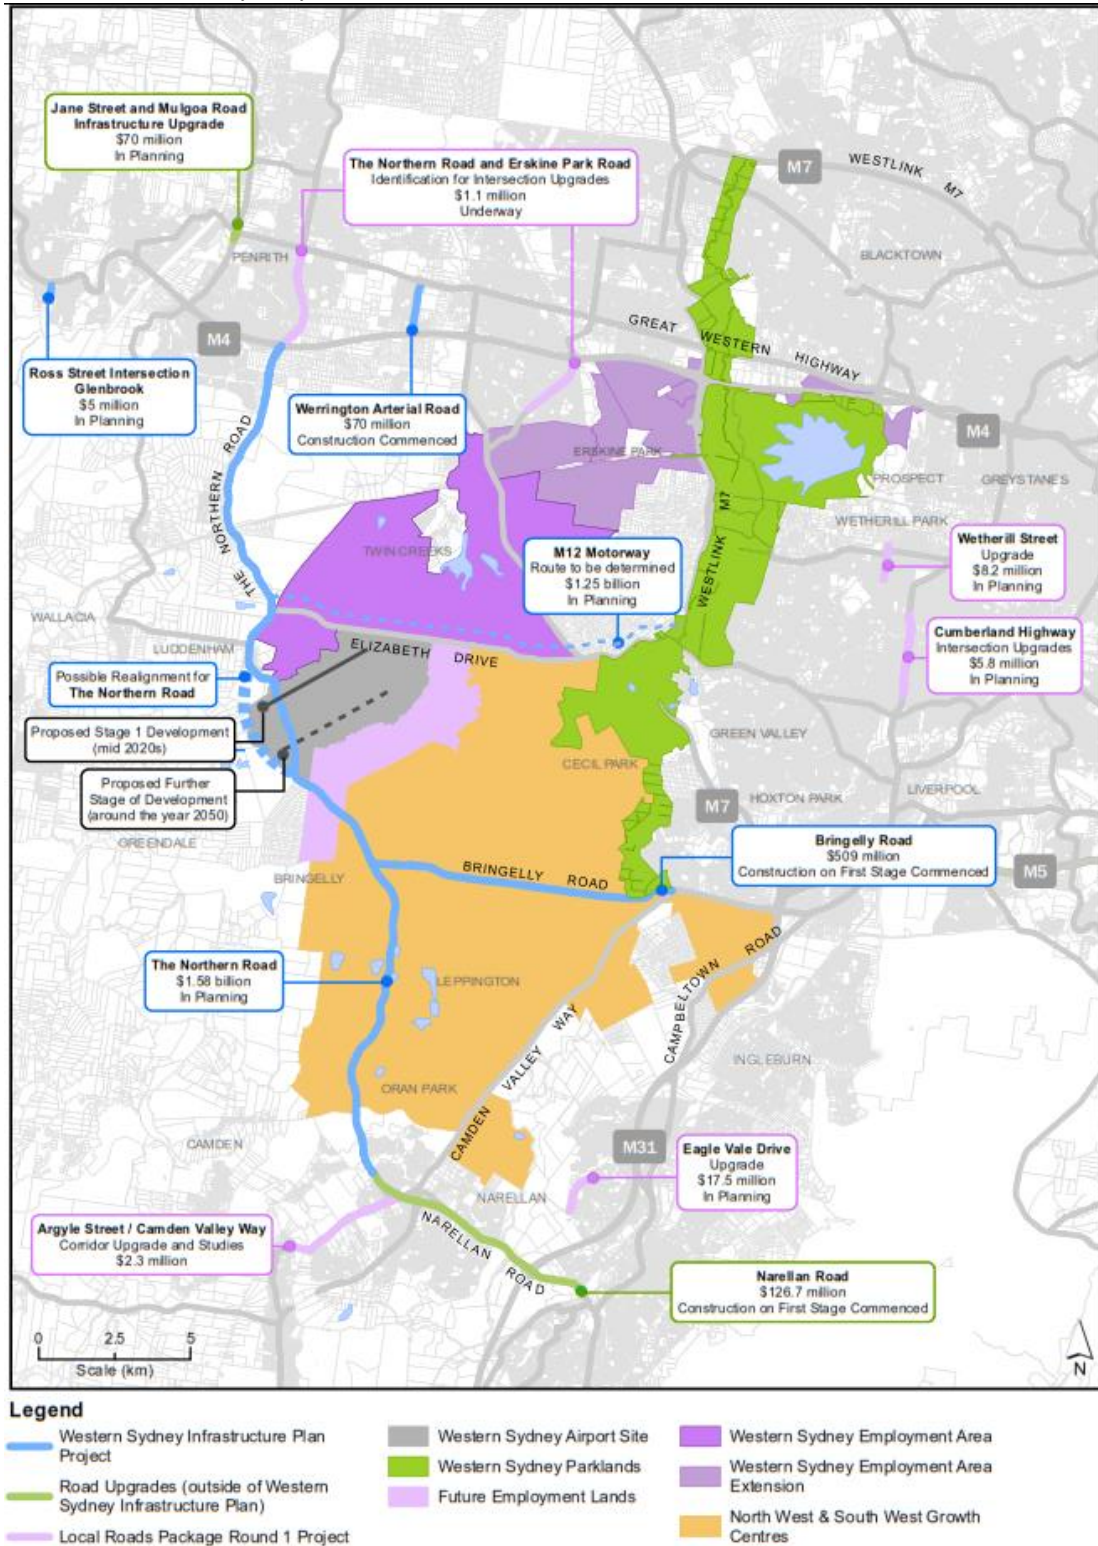 Jane Street and Mulgoa Road
Infrastructure Upgrade
$70 million
In Planning
The Northern Road and Erskine Park Road
Identification for Intersection Upgrades
$1.1 million
Underway
M7
WESTLINK M7
BLACKTOWN
PENRITH
M4
GREAT WESTERN HIGHWAY
Ross Street Intersection
Glenbrook
$5 million
In Planning
Werrington Arterial Road
$70 million
Construction Commenced
M4
THE NORTHERN ROAD
ERSKINE PARK
PROSPECT
GREYSTANES
WESTLINK M7
WETHERILL PARK
TWIN CREEKS
M12 Motorway
Route to be determined
$1.25 billion
In Planning
Wetherill Street
Upgrade
$8.2 million
In Planning
WALLACIA
LUDDENHAM
ELIZABETH DRIVE
Cumberland Highway
Intersection Upgrades
$5.8 million
In Planning
Possible Realignment for
The Northern Road
Proposed Stage 1 Development
(mid 2020s)
Proposed Further
Stage of Development
(around the year 2050)
GREEN VALLEY
CECIL PARK
M7
HOXTON PARK
LIVERPOOL
GREENDALE
BRINGELLY
BRINGELLY ROAD
Bringelly Road
$509 million
Construction on First Stage Commenced
M5
The Northern Road
$1.58 billion
In Planning
LEPPINGTON
CAMPBELTOWN ROAD
CAMDEN VALLEY WAY
INGLEBURN
ORAN PARK
CAMDEN
M31
Eagle Vale Drive
Upgrade
$17.5 million
In Planning
NARELLAN
Argyle Street / Camden Valley Way
Corridor Upgrade and Studies
$2.3 million
NARELLAN ROAD
Narellan Road
$126.7 million
Construction on First Stage Commenced
0 2.5 5
Scale (km)
N
Legend
Western Sydney Infrastructure Plan
Project
Road Upgrades (outside of Western
Sydney Infrastructure Plan)
Local Roads Package Round 1 Project
Western Sydney Airport Site
Western Sydney Parklands
Future Employment Lands
Western Sydney Employment Area
Western Sydney Employment Area
Extension
North West & South West Growth
Centres